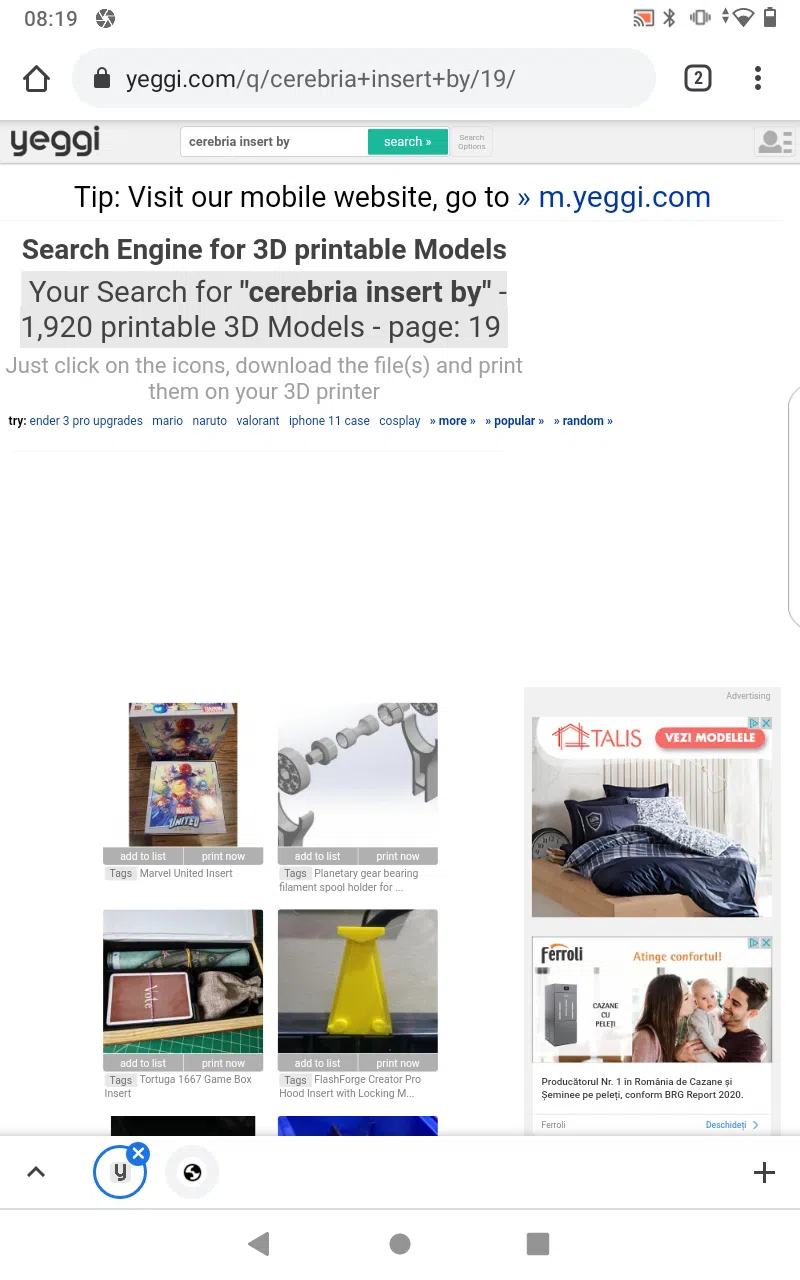 08:19
yeggi.com/q/cerebria+insert+by/19/
2
yeggi
cerebria insert by
search »
Search
Options
Tip: Visit our mobile website, go to » m.yeggi.com
Search Engine for 3D printable Models
Your Search for "cerebria insert by" -
1,920 printable 3D Models - page: 19
Just click on the icons, download the file(s) and print
them on your 3D printer
try: ender 3 pro upgrades mario naruto valorant iphone 11 case cosplay » more » » popular » » random »
Advertising
TALIS
VEZI MODELELE
MARVEL
UNITED
add to list print now
Tags Marvel United Insert
add to list print now
Tags Planetary gear bearing
filament spool holder for ...
Ferroli
Atinge confortul!
CAZANE
CU
PELEȚI
Vote
add to list print now
Tags Tortuga 1667 Game Box
Insert
add to list print now
Tags FlashForge Creator Pro
Hood Insert with Locking M...
Producătorul Nr. 1 în România de Cazane și
Șeminee pe peleți, conform BRG Report 2020.
Ferroli
Deschideți
y